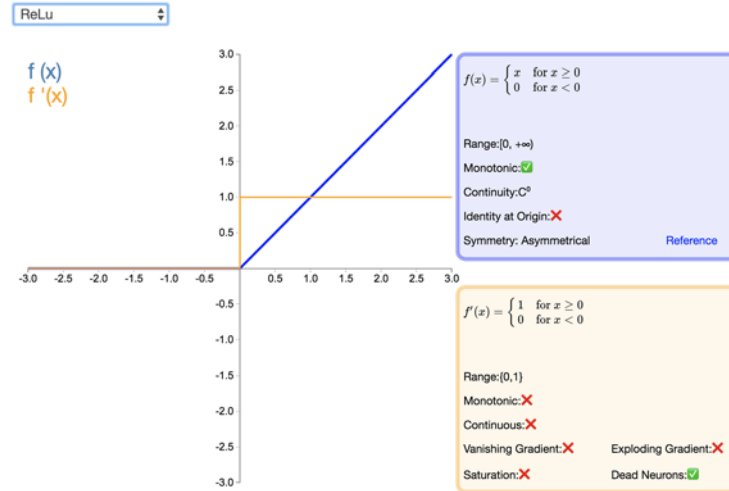 ReLu
f (x)
f '(x)
3.0
2.5
2.0
1.5
1.0
0.5
-3.0 -2.5 -2.0 -1.5 -1.0 -0.5 0.5 1.0 1.5 2.0 2.5 3.0
-0.5
-1.0
-1.5
-2.0
-2.5
-3.0
f(x) = { x for x ≥ 0
0 for x < 0
Range:[0, +∞)
Monotonic:✅
Continuity:C⁰
Identity at Origin:❌
Symmetry: Asymmetrical Reference
f′(x) = { 1 for x ≥ 0
0 for x < 0
Range:{0,1}
Monotonic:❌
Continuous:❌
Vanishing Gradient:❌ Exploding Gradient:❌
Saturation:❌ Dead Neurons:✅